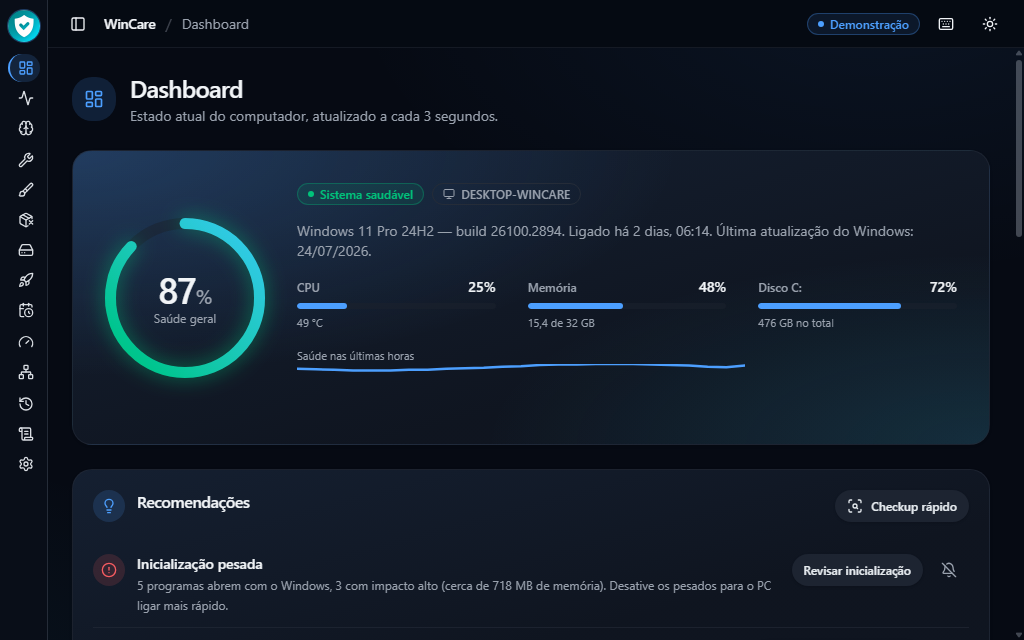 WinCare / Dashboard
Demonstração
Dashboard
Estado atual do computador, atualizado a cada 3 segundos.
Sistema saudável
DESKTOP-WINCARE
Windows 11 Pro 24H2 — build 26100.2894. Ligado há 2 dias, 06:14. Última atualização do Windows:
24/07/2026.
87%
Saúde geral
CPU 25%
49 °C
Memória 48%
15,4 de 32 GB
Disco C: 72%
476 GB no total
Saúde nas últimas horas
Recomendações
Checkup rápido
Inicialização pesada
5 programas abrem com o Windows, 3 com impacto alto (cerca de 718 MB de memória). Desative os pesados para o PC
ligar mais rápido.
Revisar inicialização